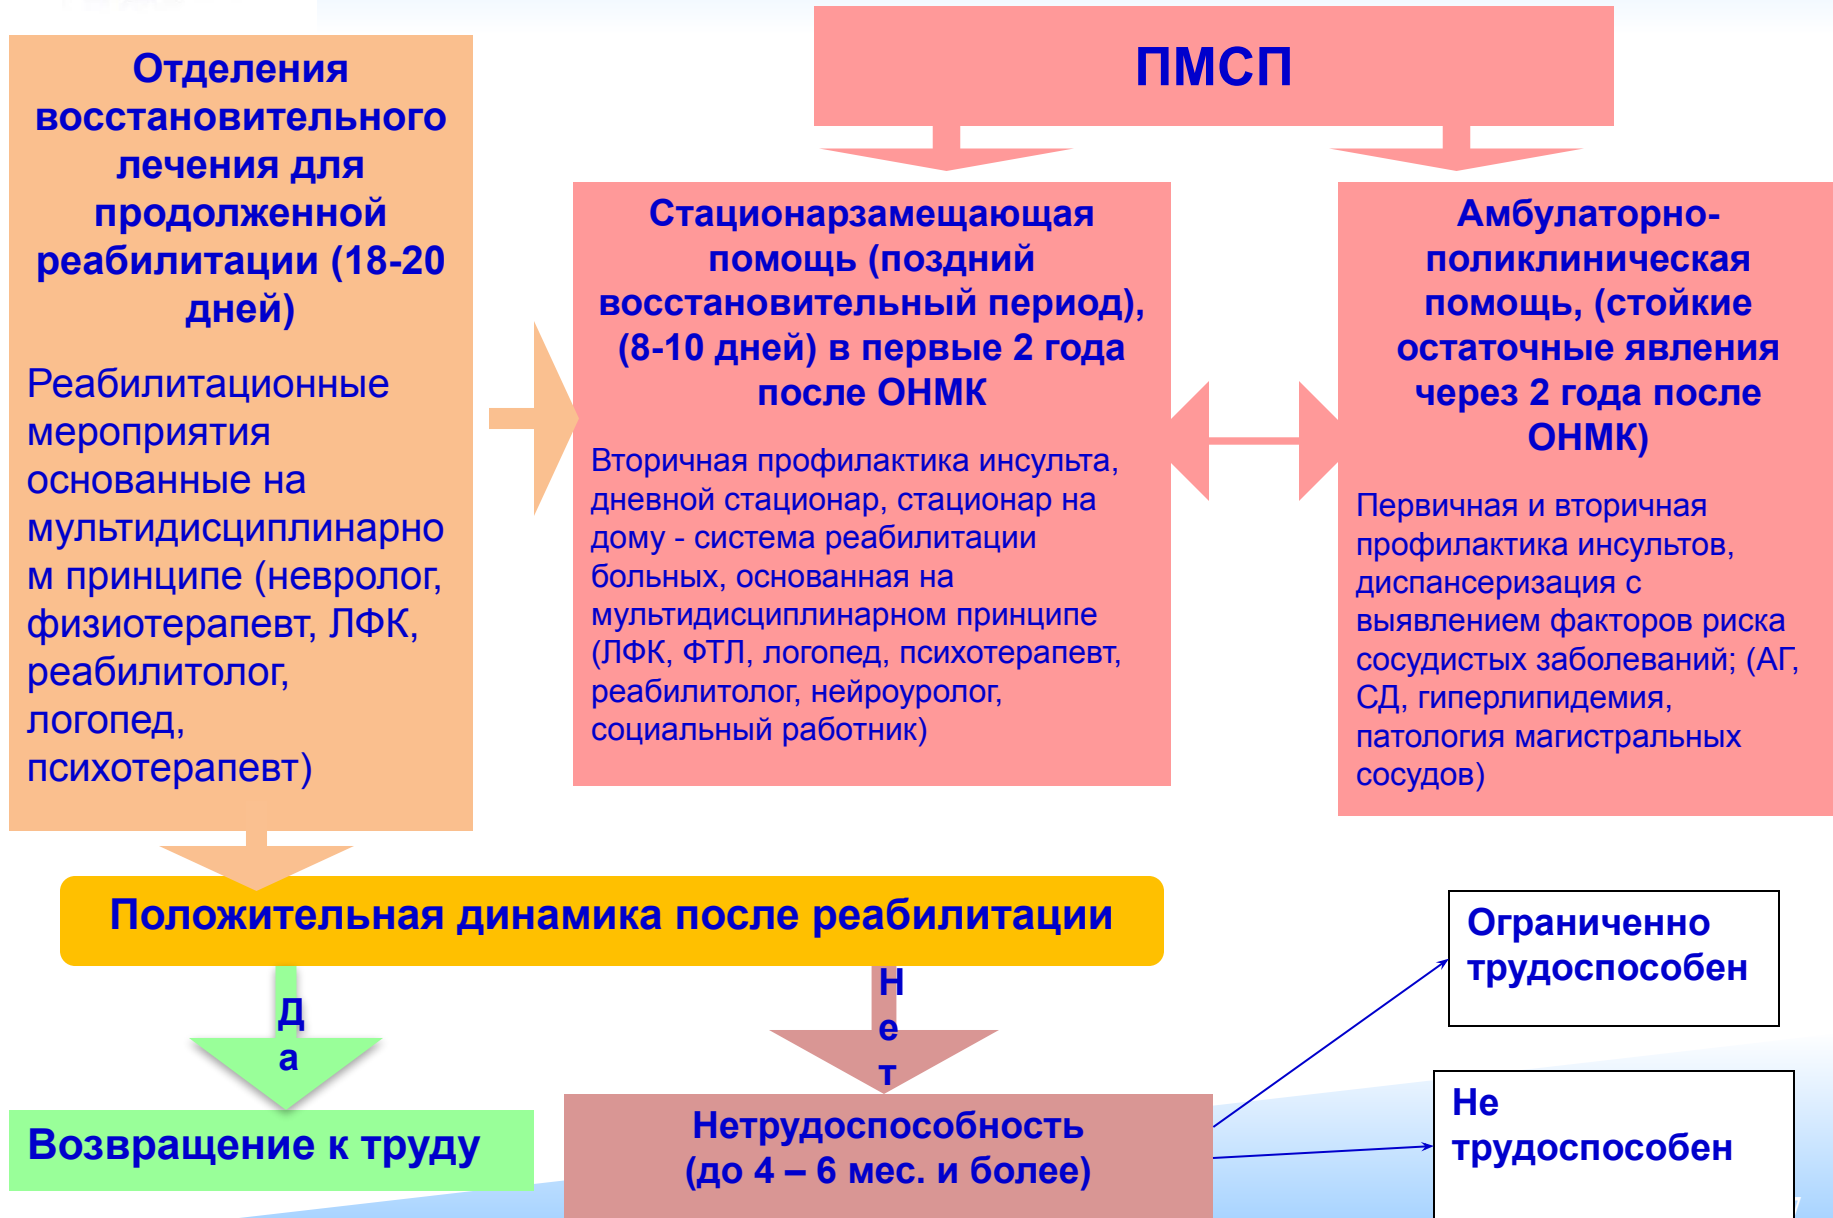 Отделения
восстановительного
лечения для
продолженной
реабилитации (18-20
дней)
Реабилитационные
мероприятия
основанные на
мультидисциплинарно
м принципе (невролог,
физиотерапевт, ЛФК,
реабилитолог,
логопед,
психотерапевт)
ПМСП
Стационарзамещающая
помощь (поздний
восстановительный период),
(8-10 дней) в первые 2 года
после ОНМК
Вторичная профилактика инсульта,
дневной стационар, стационар на
дому - система реабилитации
больных, основанная на
мультидисциплинарном принципе
(ЛФК, ФТЛ, логопед, психотерапевт,
реабилитолог, нейроуролог,
социальный работник)
Амбулаторно-
поликлиническая
помощь, (стойкие
остаточные явления
через 2 года после
ОНМК)
Первичная и вторичная
профилактика инсультов,
диспансеризация с
выявлением факторов риска
сосудистых заболеваний; (АГ,
СД, гиперлипидемия,
патология магистральных
сосудов)
Положительная динамика после реабилитации
Д
а
Н
е
т
Возвращение к труду
Нетрудоспособность
(до 4 – 6 мес. и более)
Ограниченно
трудоспособен
Не
трудоспособен